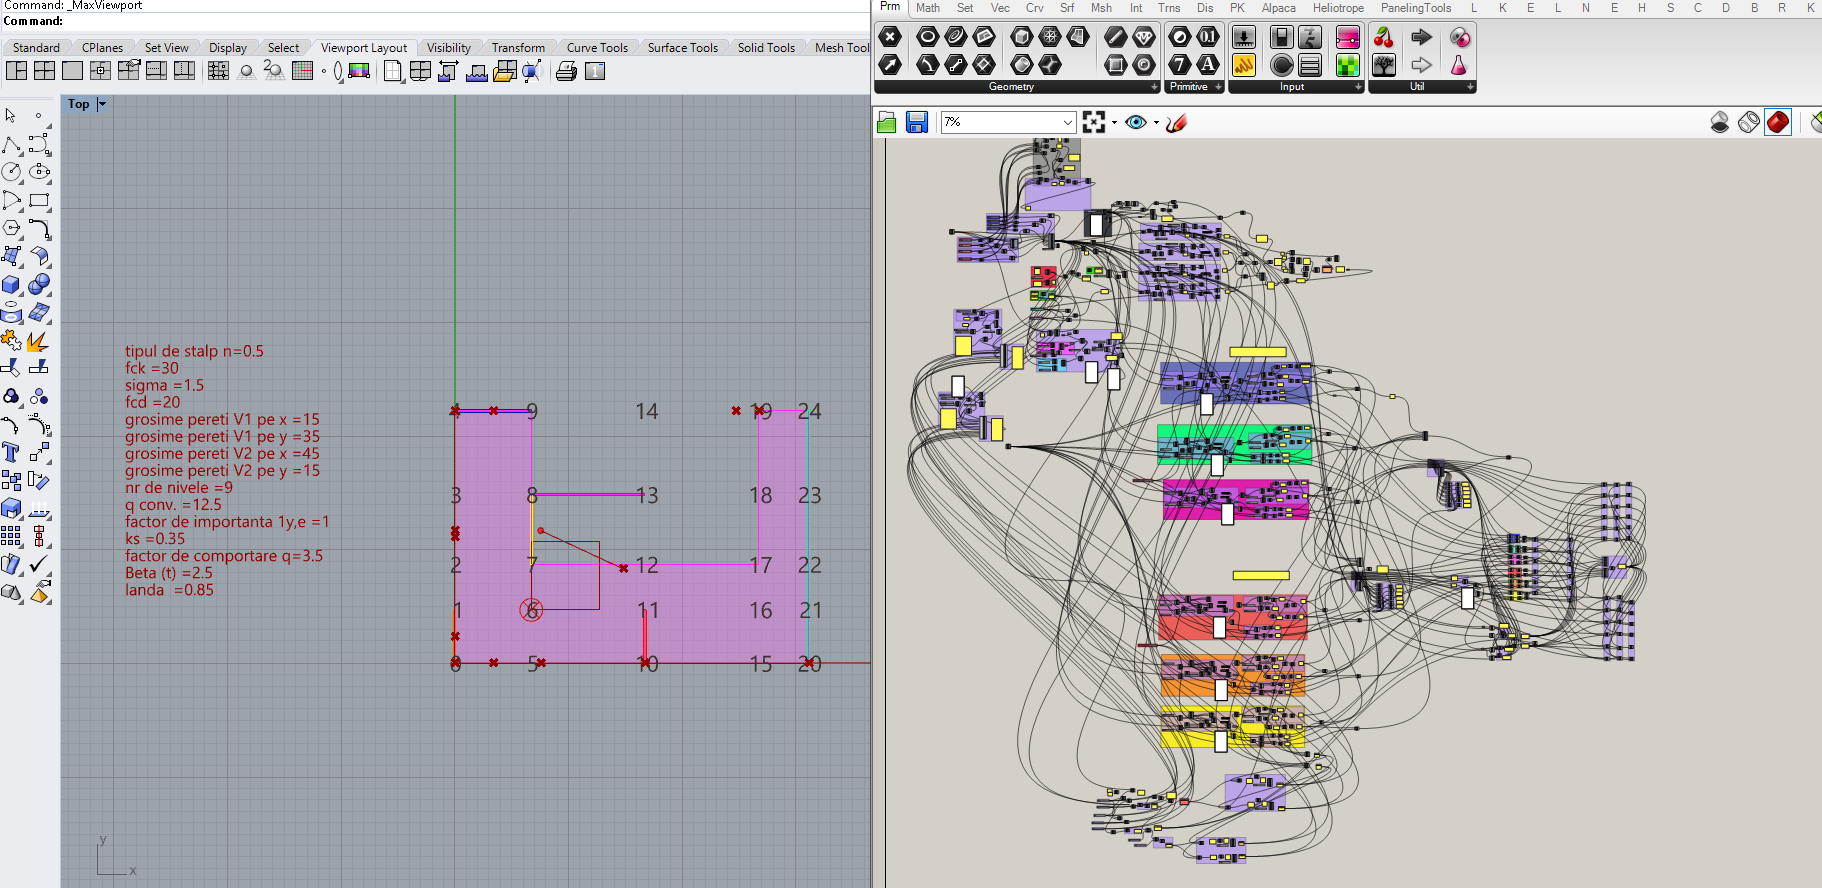 Command: _MaxViewport
Command:
Standard CPlanes Set View Display Select Viewport Layout Visibility Transform Curve Tools Surface Tools Solid Tools Mesh Tool
Prm Math Set Vec Crv Srf Msh Int Trns Dis PK Alpaca Heliotrope PanelingTools L K E L N E H S C D B R K
Geometry Primitive Input Util
7%
Top
tipul de stalp n=0.5
fck =30
sigma =1.5
fcd =20
grosime pereti V1 pe x =15
grosime pereti V1 pe y =35
grosime pereti V2 pe x =45
grosime pereti V2 pe y =15
nr de nivele =9
q conv. =12.5
factor de importanta 1y,e =1
ks =0.35
factor de comportare q=3.5
Beta (t) =2.5
landa =0.85
4 9 14 19 24
3 8 13 18 23
2 7 12 17 22
1 6 11 16 21
0 5 10 15 20
y
x